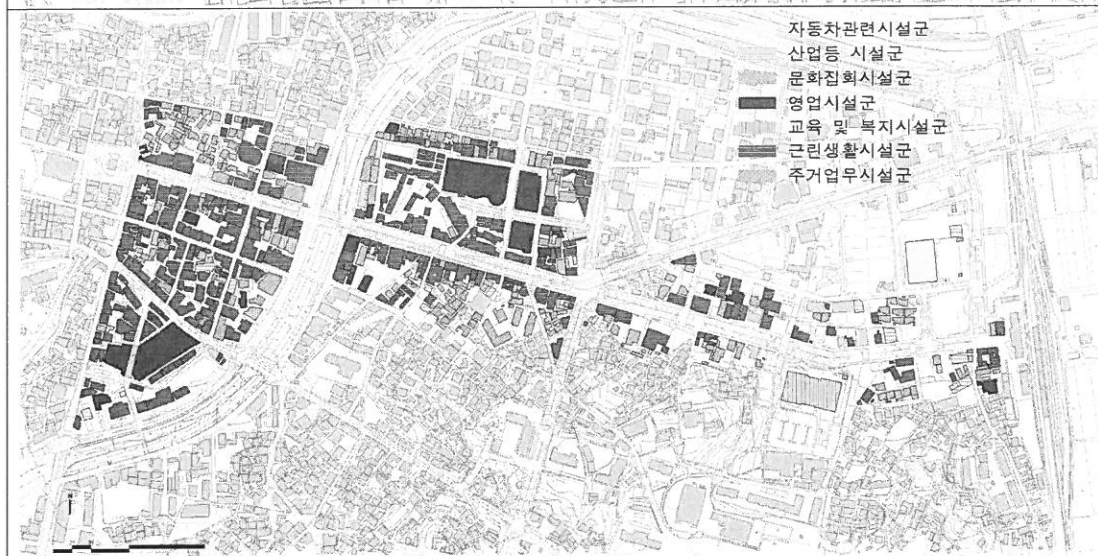 자동차관련시설군
산업등 시설군
문화집회시설군
영업시설군
교육 및 복지시설군
근린생활시설군
주거업무시설군